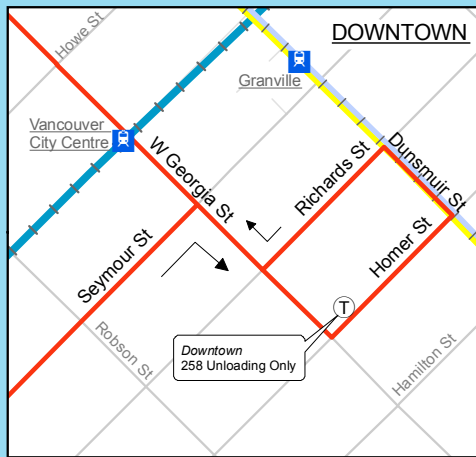 DOWNTOWN
Howe St
Granville
Vancouver
City Centre
W Georgia St
Richards St
Dunsmuir St
Seymour St
Homer St
T
Robson St
Downtown
258 Unloading Only
Hamilton St